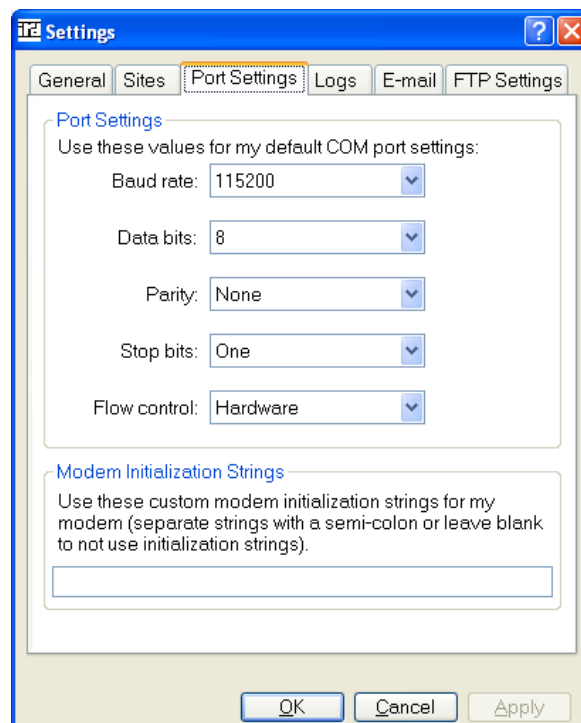 ird Settings
General Sites Port Settings Logs E-mail FTP Settings
Port Settings
Use these values for my default COM port settings:
Baud rate: 115200
Data bits: 8
Parity: None
Stop bits: One
Flow control: Hardware
Modem Initialization Strings
Use these custom modem initialization strings for my
modem (separate strings with a semi-colon or leave blank
to not use initialization strings).
OK Cancel Apply